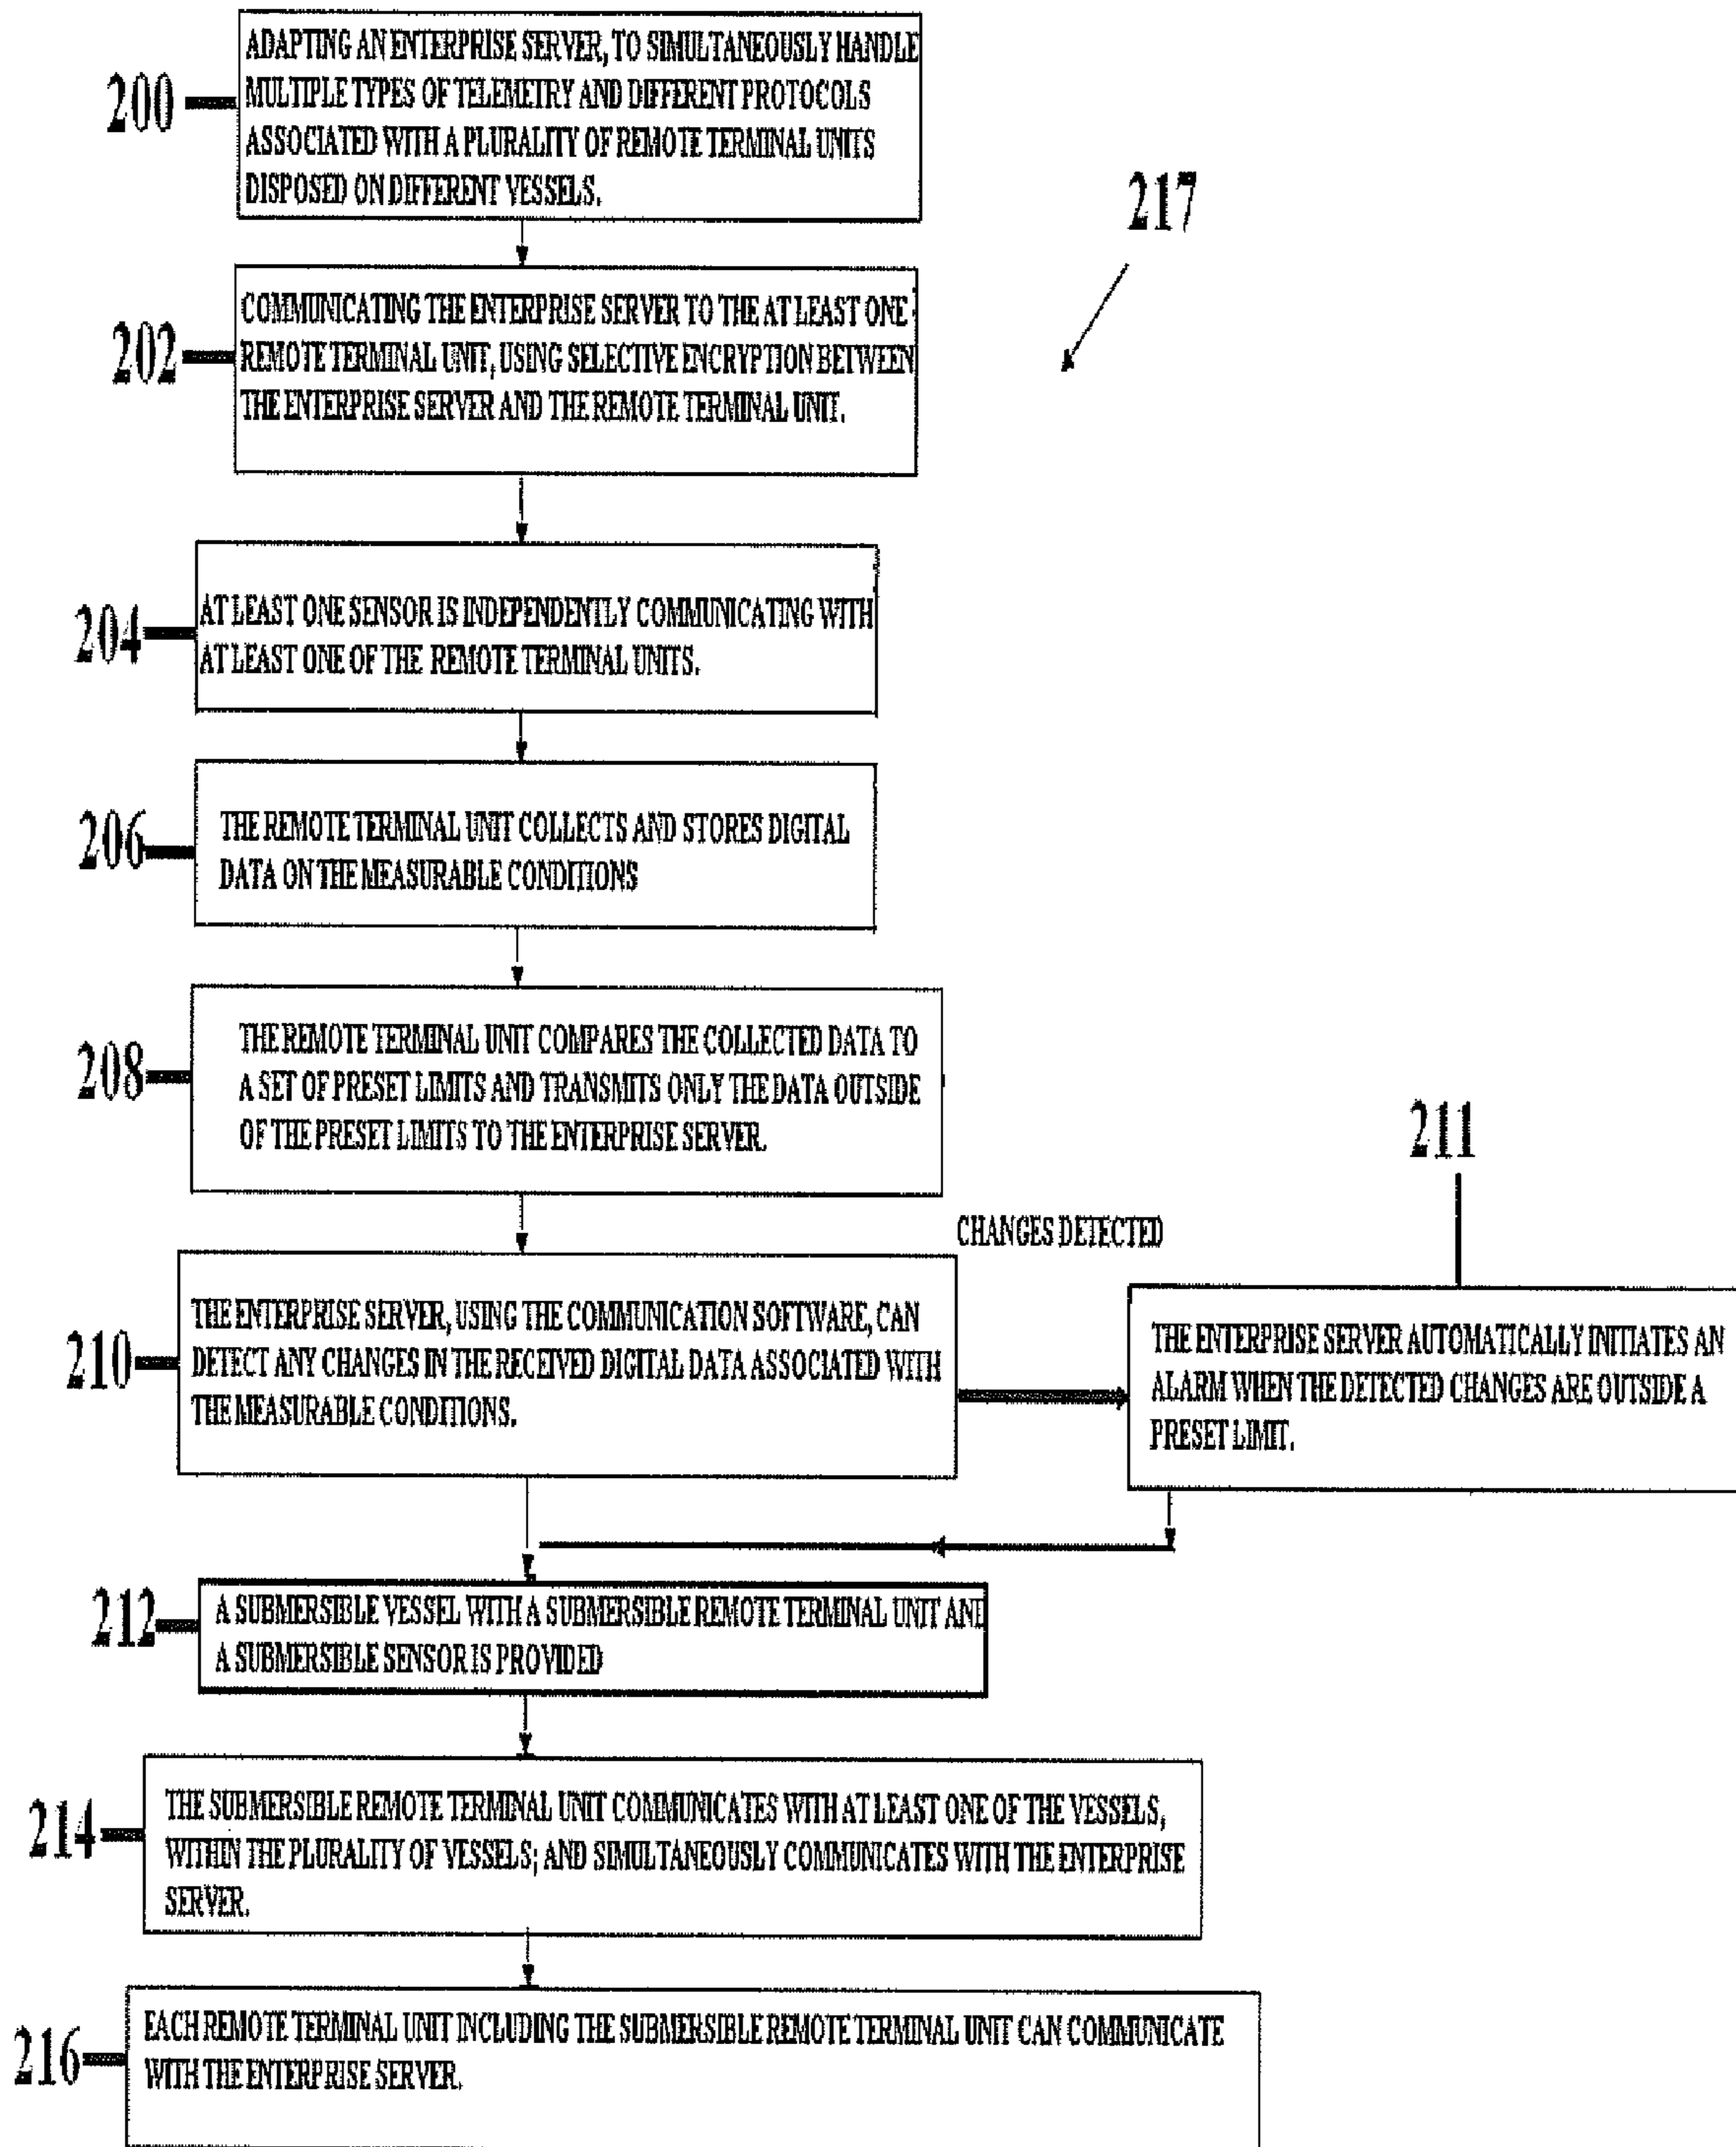 200
ADAPTING AN ENTERPRISE SERVER, TO SIMULTANEOUSLY HANDLE
MULTIPLE TYPES OF TELEMETRY AND DIFFERENT PROTOCOLS
ASSOCIATED WITH A PLURALITY OF REMOTE TERMINAL UNITS
DISPOSED ON DIFFERENT VESSELS.
217
202
COMMUNICATING THE ENTERPRISE SERVER TO THE AT LEAST ONE
REMOTE TERMINAL UNIT, USING SELECTIVE ENCRYPTION BETWEEN
THE ENTERPRISE SERVER AND THE REMOTE TERMINAL UNIT.
204
AT LEAST ONE SENSOR IS INDEPENDENTLY COMMUNICATING WITH
AT LEAST ONE OF THE REMOTE TERMINAL UNITS.
206
THE REMOTE TERMINAL UNIT COLLECTS AND STORES DIGITAL
DATA ON THE MEASURABLE CONDITIONS
208
THE REMOTE TERMINAL UNIT COMPARES THE COLLECTED DATA TO
A SET OF PRESET LIMITS AND TRANSMITS ONLY THE DATA OUTSIDE
OF THE PRESET LIMITS TO THE ENTERPRISE SERVER.
210
THE ENTERPRISE SERVER, USING THE COMMUNICATION SOFTWARE, CAN
DETECT ANY CHANGES IN THE RECEIVED DIGITAL DATA ASSOCIATED WITH
THE MEASURABLE CONDITIONS.
CHANGES DETECTED
211
THE ENTERPRISE SERVER AUTOMATICALLY INITIATES AN
ALARM WHEN THE DETECTED CHANGES ARE OUTSIDE A
PRESET LIMIT.
212
A SUBMERSIBLE VESSEL WITH A SUBMERSIBLE REMOTE TERMINAL UNIT AND
A SUBMERSIBLE SENSOR IS PROVIDED
214
THE SUBMERSIBLE REMOTE TERMINAL UNIT COMMUNICATES WITH AT LEAST ONE OF THE VESSELS,
WITHIN THE PLURALITY OF VESSELS; AND SIMULTANEOUSLY COMMUNICATES WITH THE ENTERPRISE
SERVER.
216
EACH REMOTE TERMINAL UNIT INCLUDING THE SUBMERSIBLE REMOTE TERMINAL UNIT CAN COMMUNICATE
WITH THE ENTERPRISE SERVER.